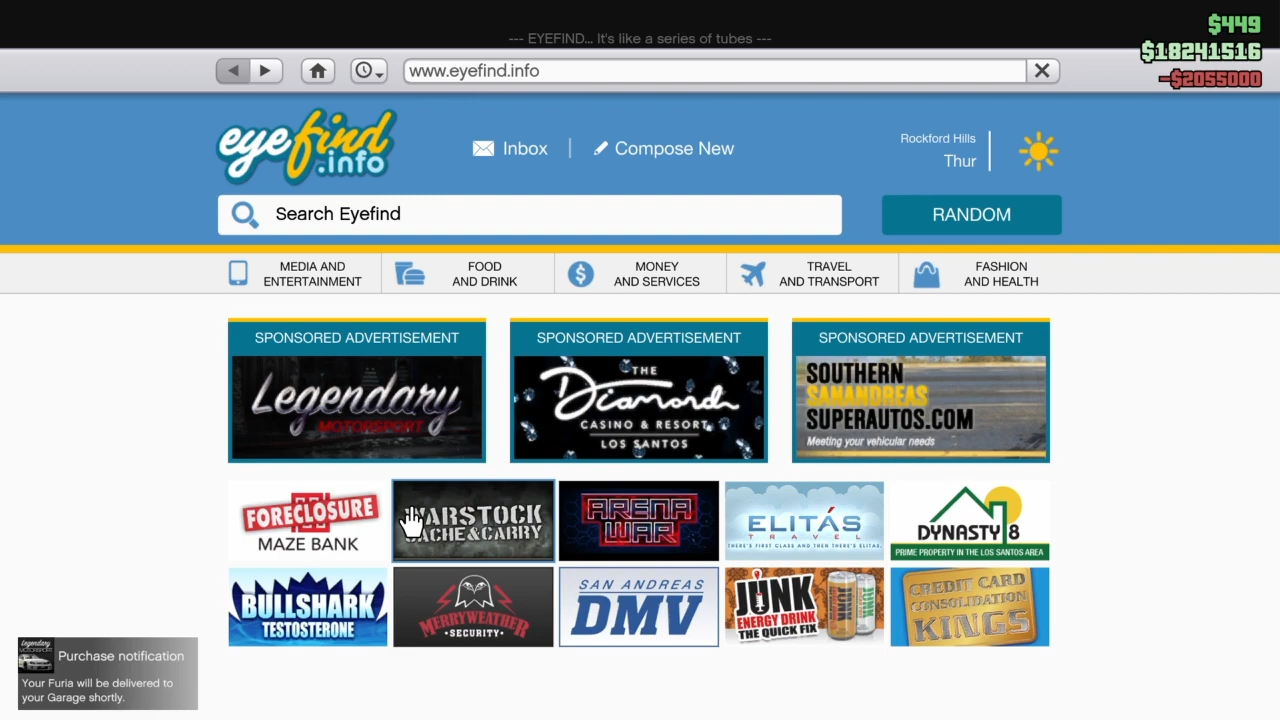 --- EYEFIND... It's like a series of tubes ---
$449
$18241516
-$2055000
www.eyefind.info
eyefind
.info
Inbox
Compose New
Rockford Hills
Thur
Search Eyefind
RANDOM
MEDIA AND
ENTERTAINMENT
FOOD
AND DRINK
MONEY
AND SERVICES
TRAVEL
AND TRANSPORT
FASHION
AND HEALTH
SPONSORED ADVERTISEMENT
Legendary
MOTORSPORT
SPONSORED ADVERTISEMENT
THE
Diamond
CASINO & RESORT
LOS SANTOS
SPONSORED ADVERTISEMENT
SOUTHERN
SANANDREAS
SUPERAUTOS.COM
Meeting your vehicular needs
FORECLOSURE
MAZE BANK
WARSTOCK
CACHE&CARRY
ARENA
WAR
ELITÁS
TRAVEL
THERE'S FIRST CLASS AND THEN THERE'S ELITAS.
DYNASTY 8
PRIME PROPERTY IN THE LOS SANTOS AREA
BULLSHARK
TESTOSTERONE
MERRYWEATHER
·SECURITY·
SAN ANDREAS
DMV
JUNK
ENERGY DRINK
THE QUICK FIX
JUNK
CREDIT CARD
CONSOLIDATION
KINGS
Legendary
MOTORSPORT
Purchase notification
Your Furia will be delivered to
your Garage shortly.